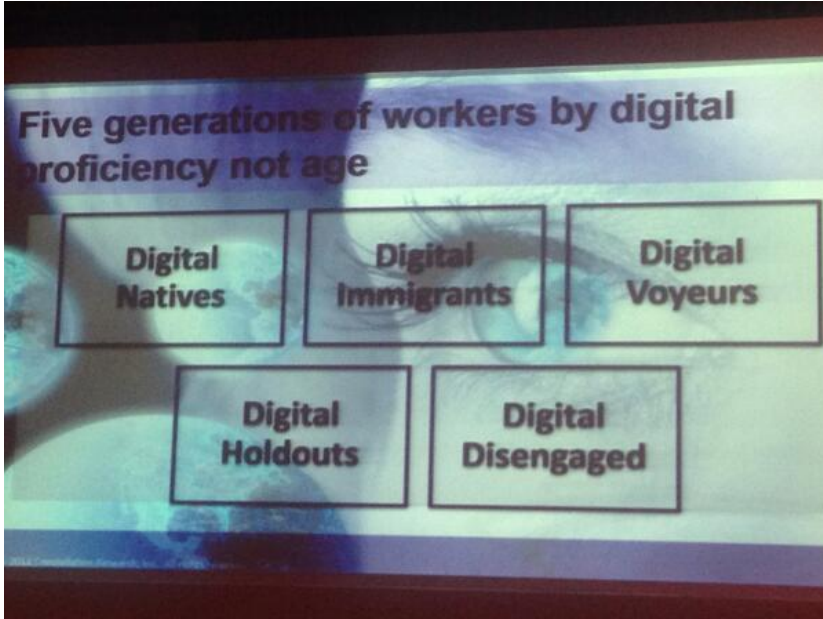 Five generations of workers by digital
proficiency not age
Digital
Natives
Digital
Immigrants
Digital
Voyeurs
Digital
Holdouts
Digital
Disengaged